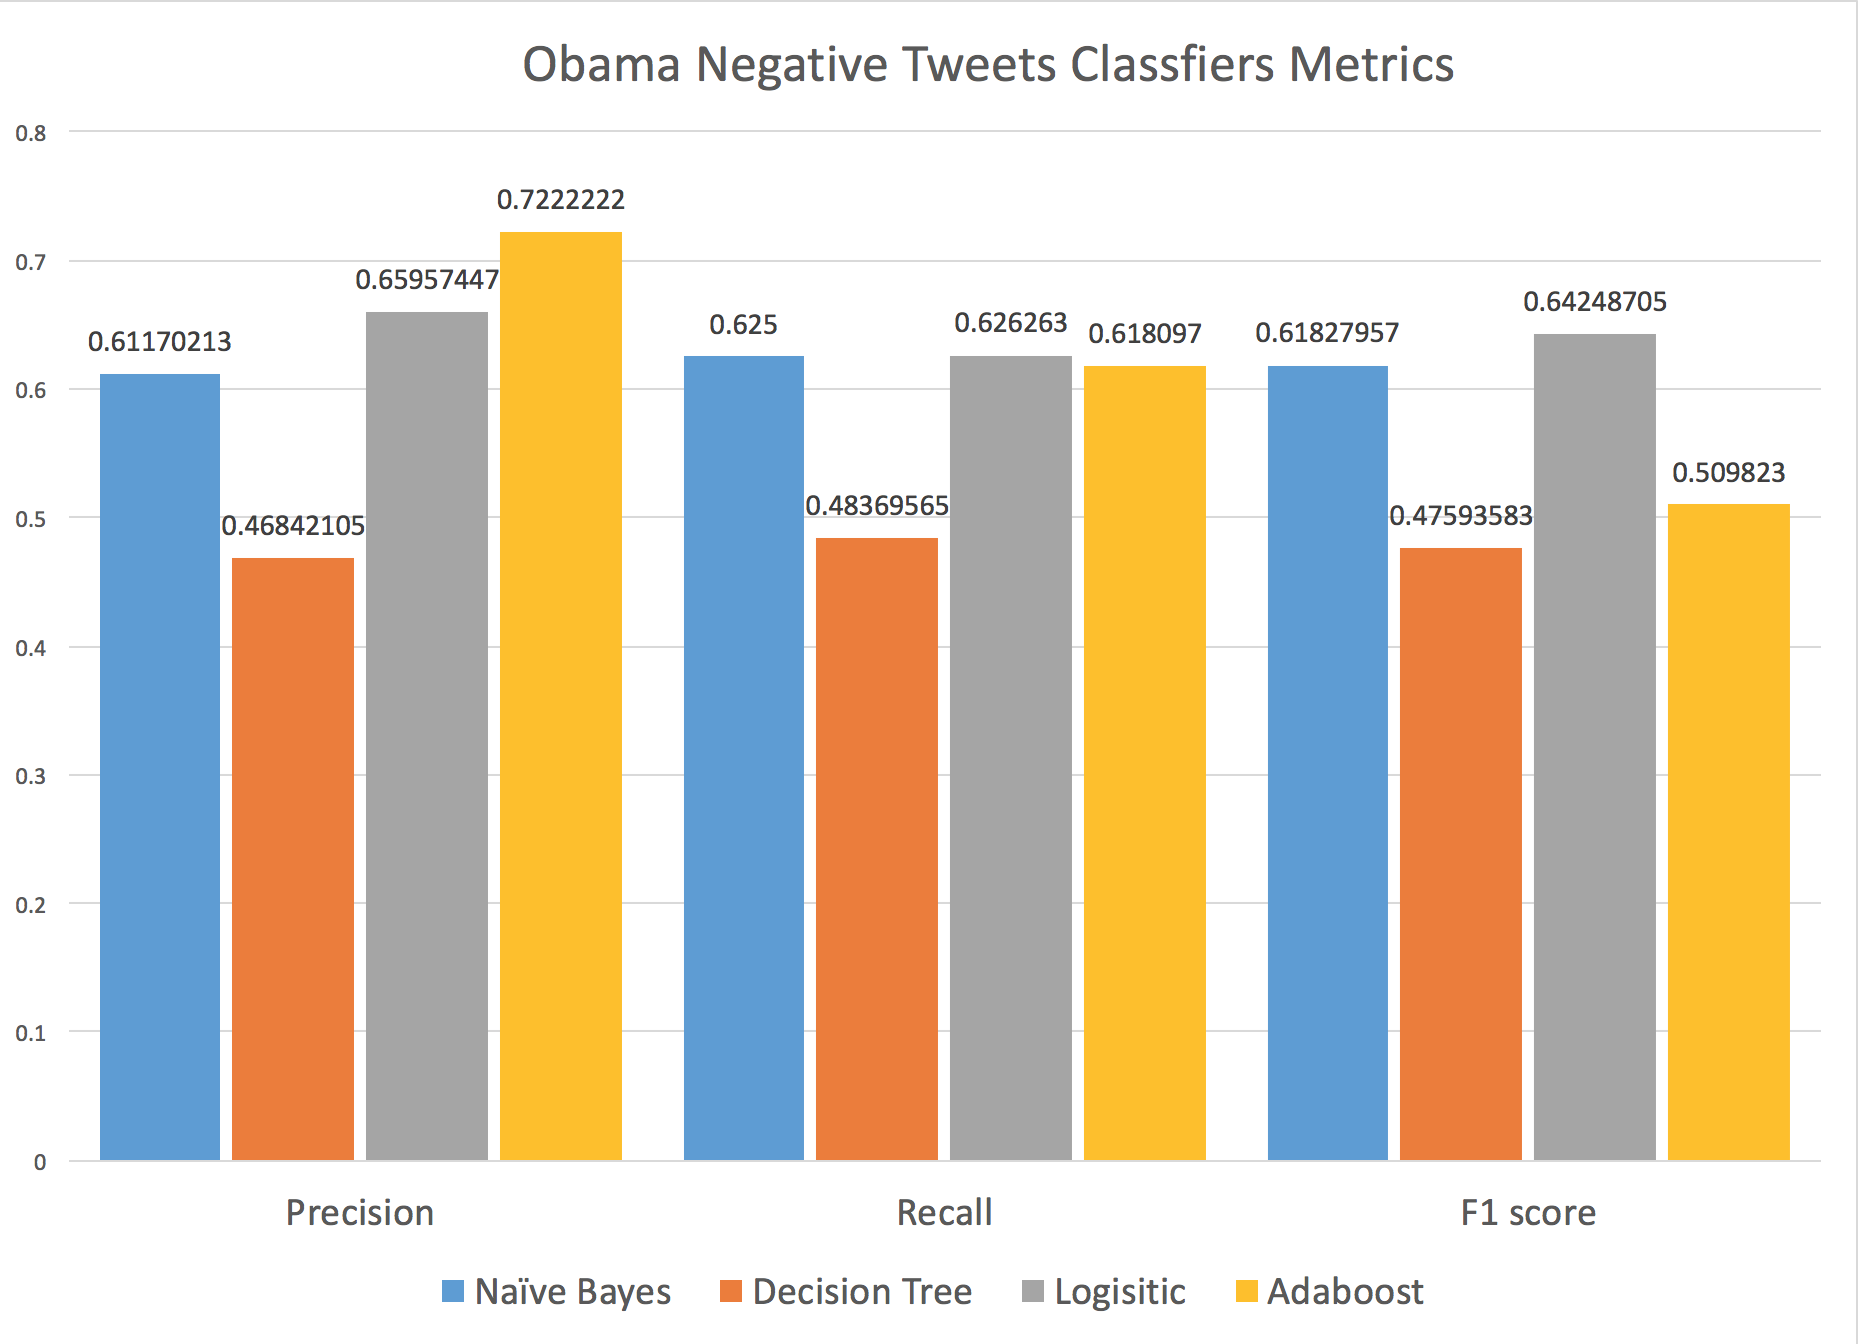 Obama Negative Tweets Classfiers Metrics
0.8
0.7
0.6
0.5
0.4
0.3
0.2
0.1
0
0.61170213
0.46842105
0.65957447
0.7222222
0.625
0.48369565
0.626263
0.618097
0.61827957
0.47593583
0.64248705
0.509823
Precision
Recall
F1 score
Naïve Bayes
Decision Tree
Logisitic
Adaboost